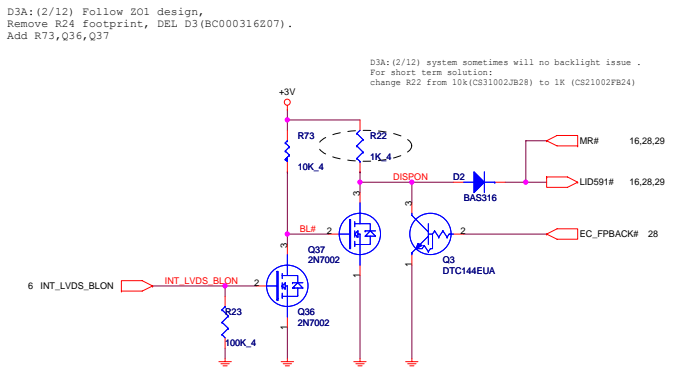 D3A:(2/12) Follow ZO1 design,
Remove R24 footprint, DEL D3(BC000316Z07).
Add R73,Q36,Q37
D3A:(2/12) system sometimes will no backlight issue .
For short term solution:
change R22 from 10k(CS31002JB28) to 1K (CS21002FB24)
+3V
R73
10K_4
R22
1K_4
MR# 16,28,29
DISPON
D2
BAS316
LID591# 16,28,29
3
3
BL#
2
2
EC_FPBACK# 28
Q37
2N7002
Q3
DTC144EUA
3
1
1
6 INT_LVDS_BLON
INT_LVDS_BLON
2
R23
100K_4
Q36
2N7002
1